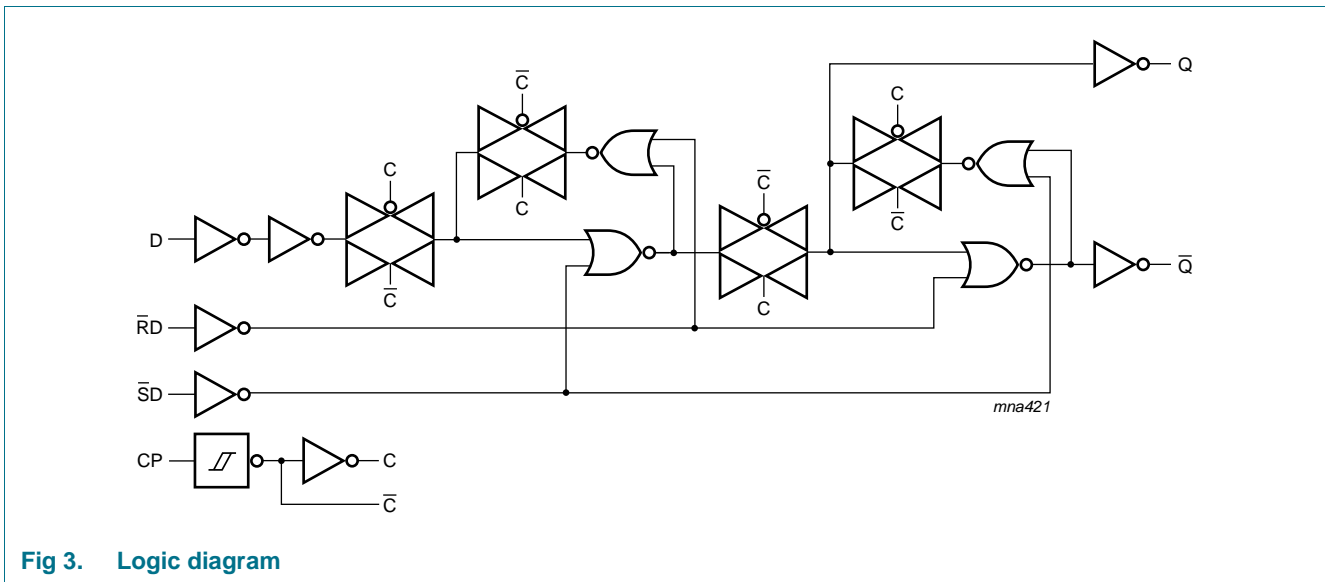 C̅
C
Q
C
C
C̅
C̅
D
Q̅
C̅
C
R̅D
S̅D
mna421
CP
C
C̅
Fig 3. Logic diagram